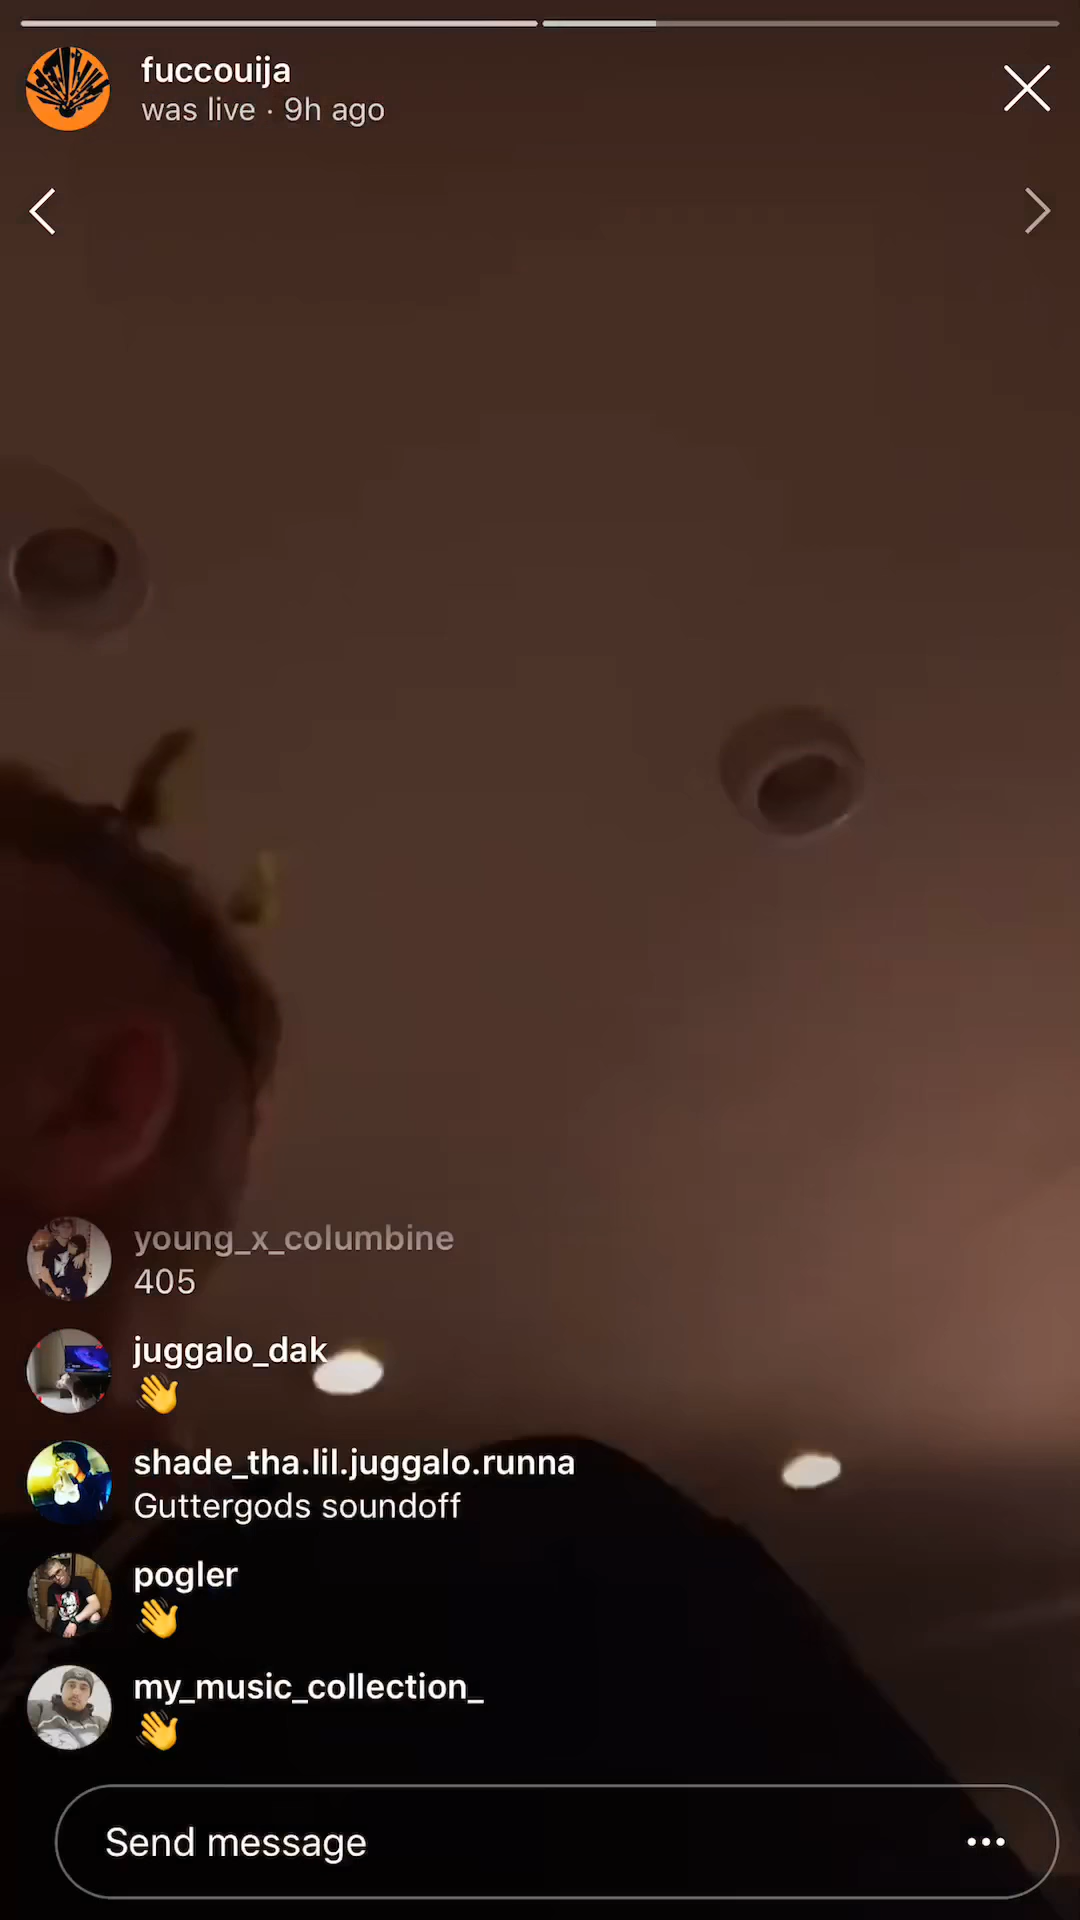 fuccouija
was live · 9h ago
young_x_columbine
405
juggalo_dak
👋
shade_tha.lil.juggalo.runna
Guttergods soundoff
pogler
👋
my_music_collection_
👋
Send message